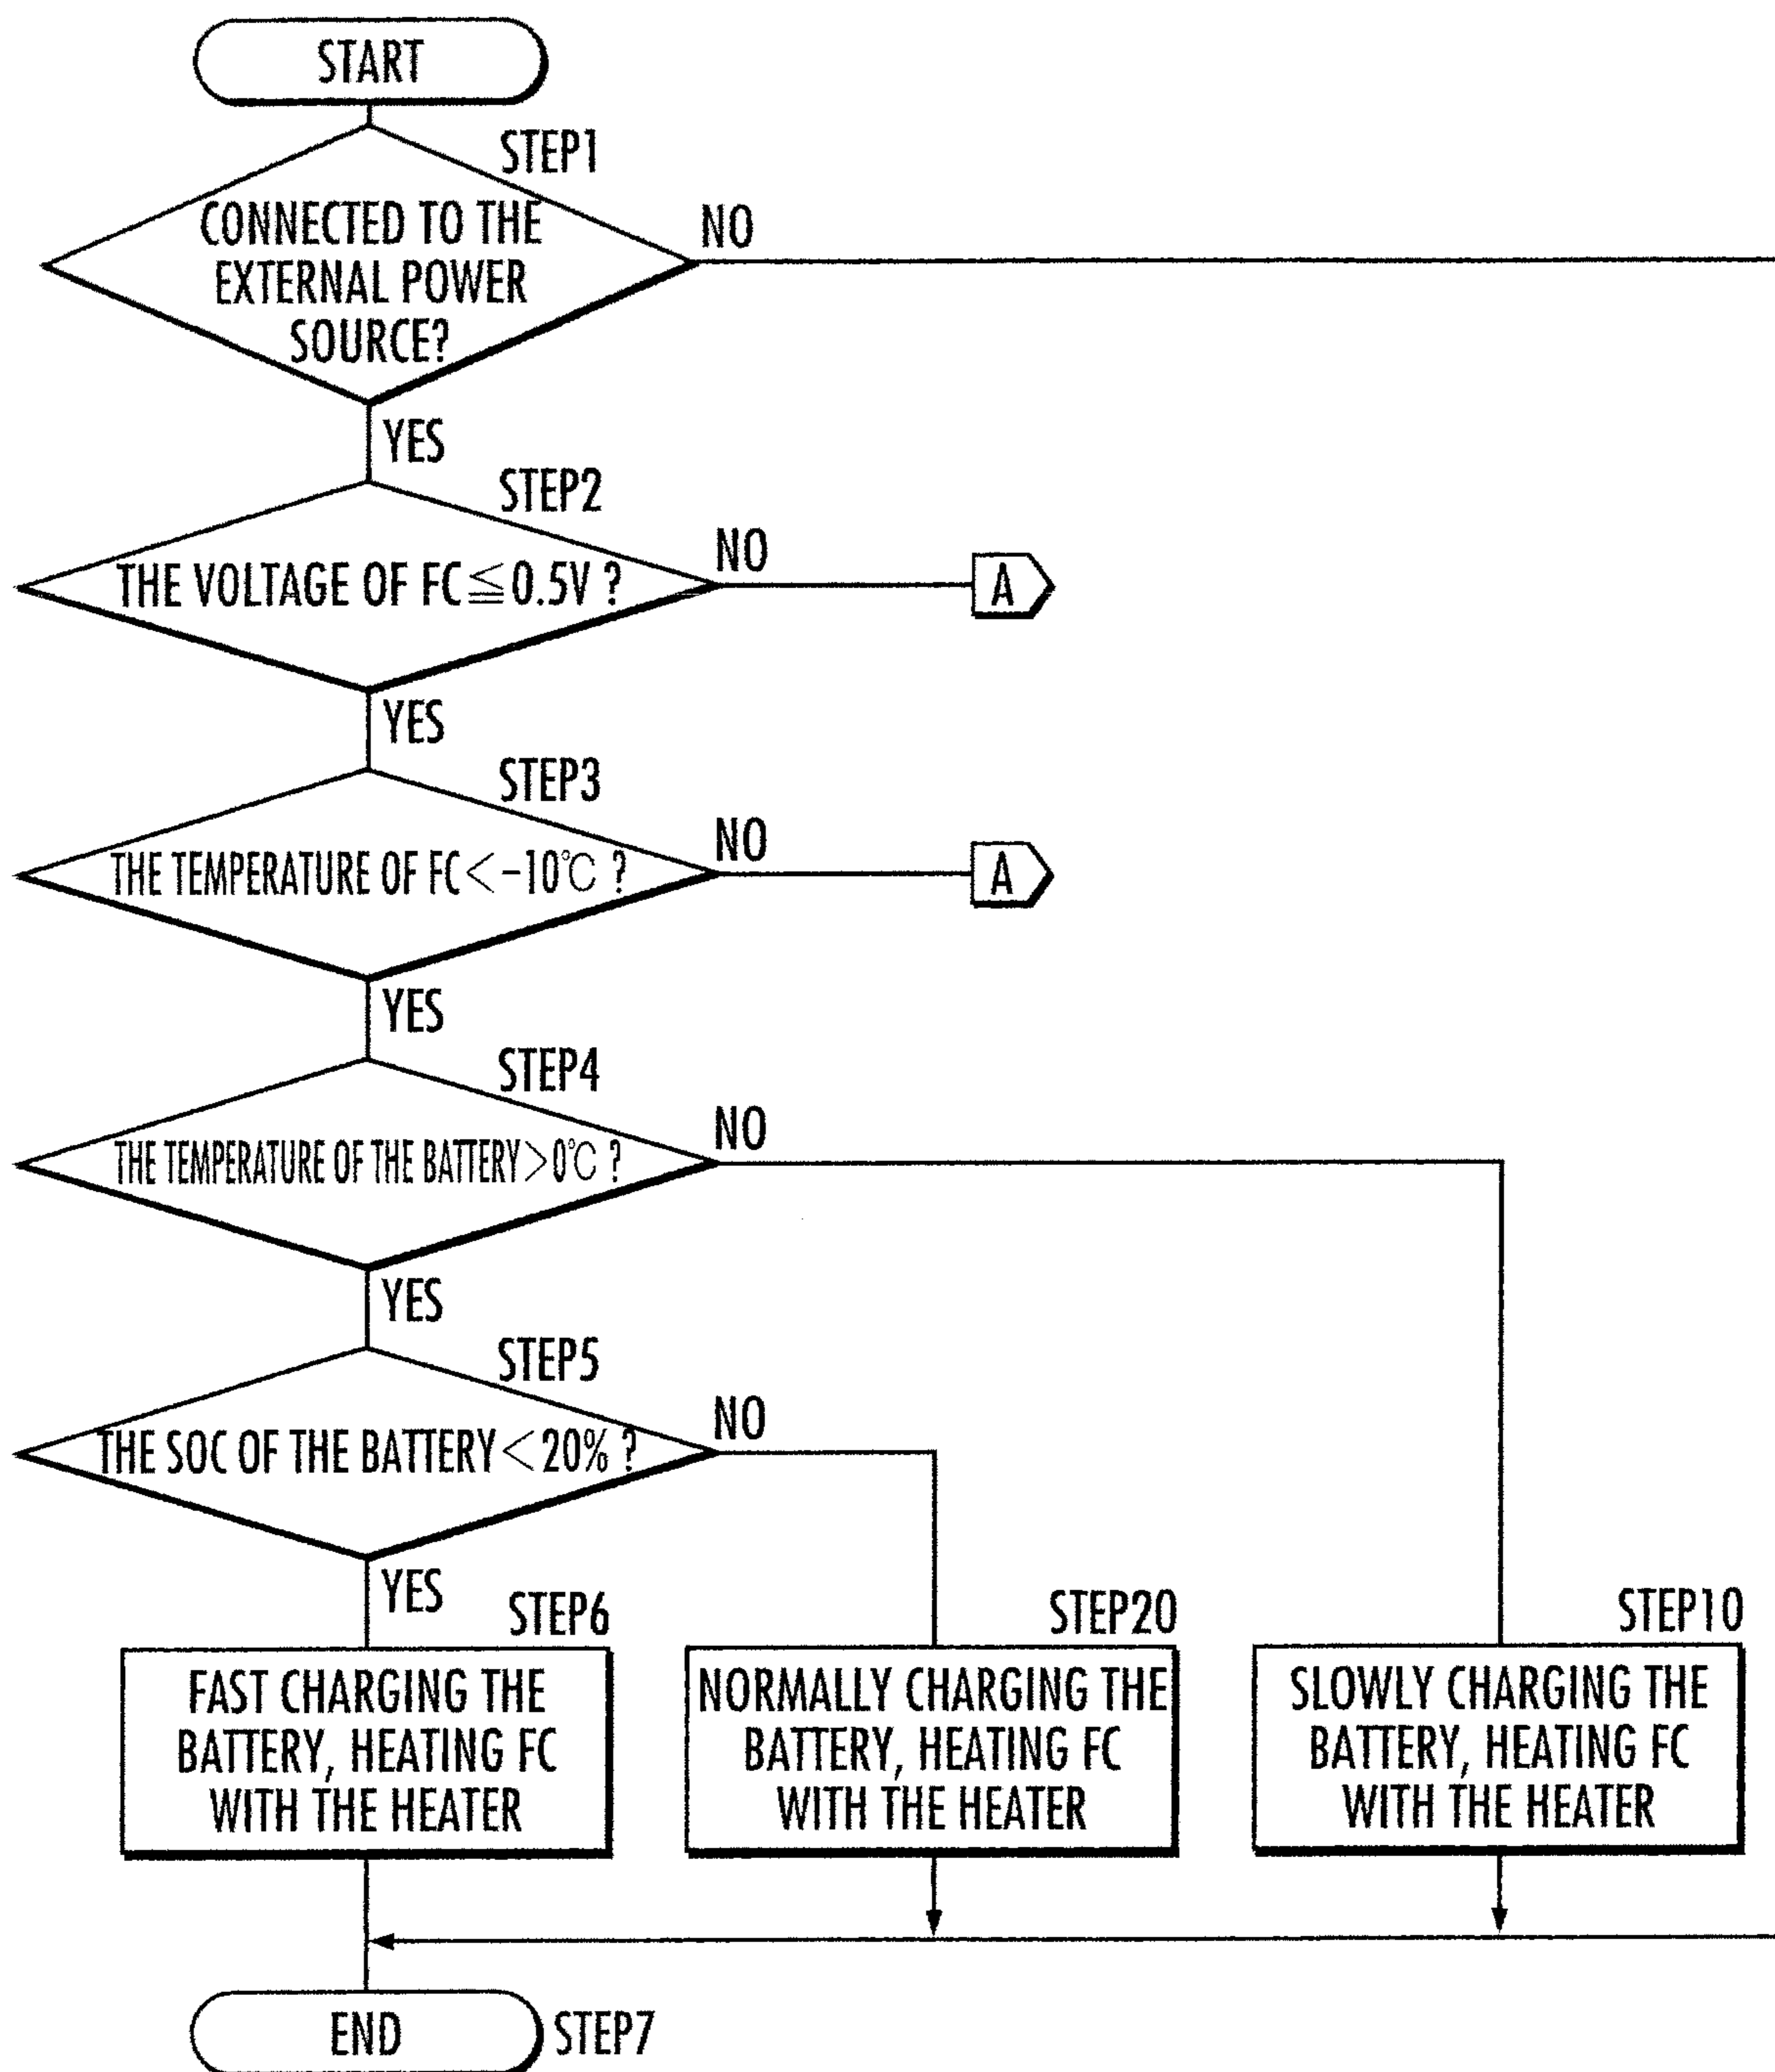 START
STEP1
CONNECTED TO THE
EXTERNAL POWER
SOURCE?
NO
YES
STEP2
THE VOLTAGE OF FC≦0.5V ?
NO
A
YES
STEP3
THE TEMPERATURE OF FC<-10℃ ?
NO
A
YES
STEP4
THE TEMPERATURE OF THE BATTERY>0℃ ?
NO
YES
STEP5
THE SOC OF THE BATTERY<20% ?
NO
YES
STEP6
FAST CHARGING THE
BATTERY, HEATING FC
WITH THE HEATER
STEP20
NORMALLY CHARGING THE
BATTERY, HEATING FC
WITH THE HEATER
STEP10
SLOWLY CHARGING THE
BATTERY, HEATING FC
WITH THE HEATER
END
STEP7